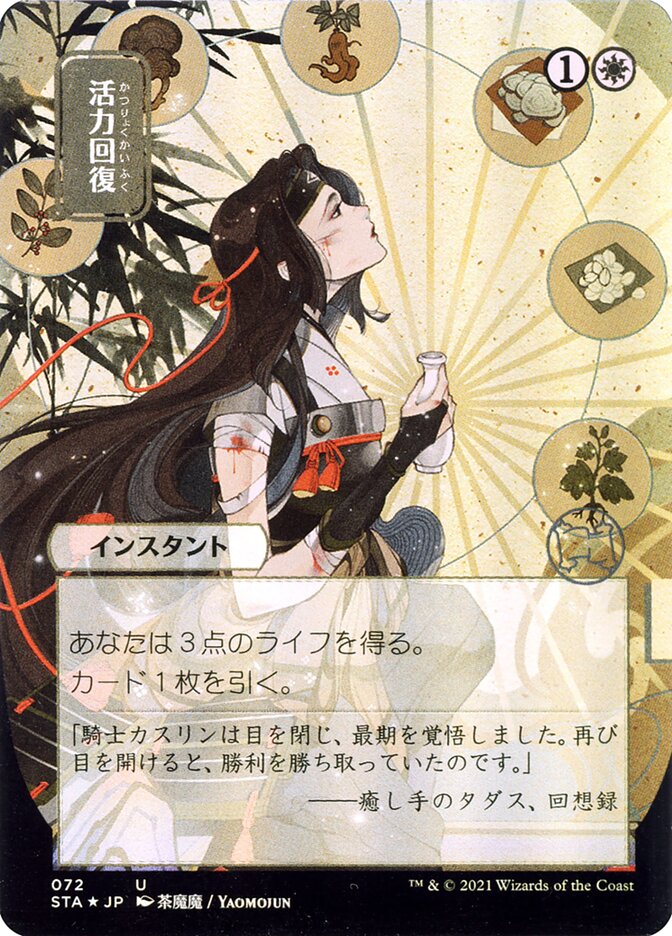 活力回復
かつりょくかいふく
1
インスタント
あなたは3点のライフを得る。
カード1枚を引く。
「騎士カスリンは目を閉じ、最期を覚悟しました。再び
目を開けると、勝利を勝ち取っていたのです。」
――癒し手のタダス、回想録
072 U
STA ★ JP 茶魔魔 / YAOMOJUN
™ & © 2021 Wizards of the Coast